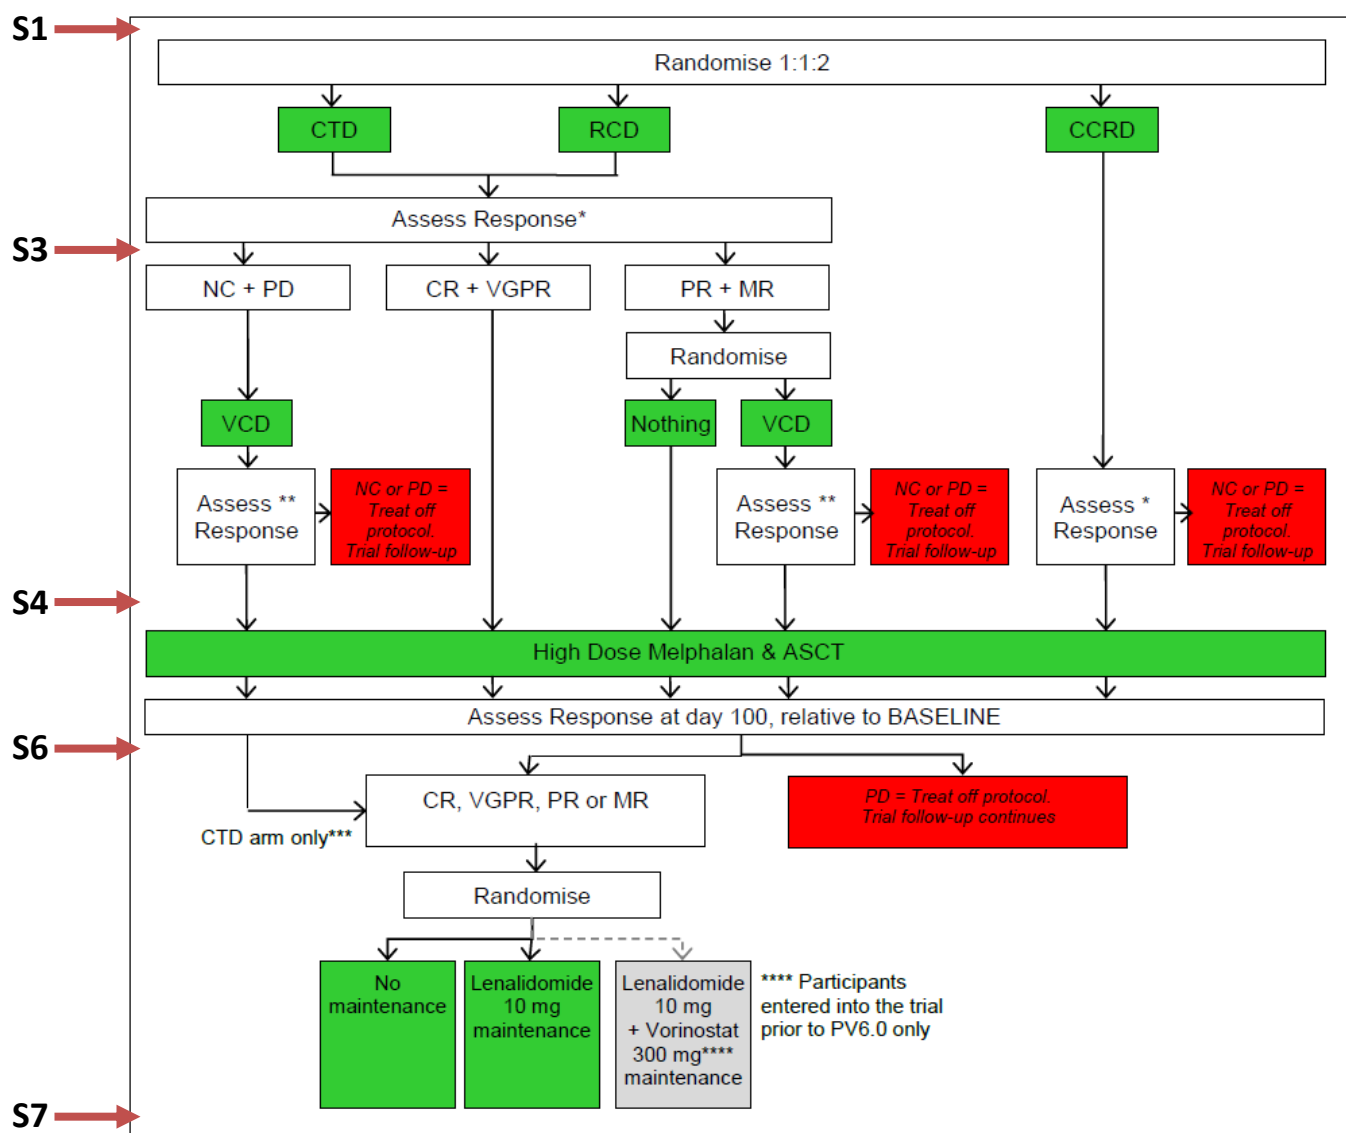 S1
Randomise 1:1:2
CTD
RCD
CCRD
Assess Response*
S3
NC + PD
CR + VGPR
PR + MR
Randomise
VCD
Nothing
VCD
Assess **
Response
NC or PD =
Treat off
protocol.
Trial follow-up
Assess **
Response
NC or PD =
Treat off
protocol.
Trial follow-up
Assess *
Response
NC or PD =
Treat off
protocol.
Trial follow-up
S4
High Dose Melphalan & ASCT
Assess Response at day 100, relative to BASELINE
S6
CR, VGPR, PR or MR
PD = Treat off protocol.
Trial follow-up continues
CTD arm only***
Randomise
No
maintenance
Lenalidomide
10 mg
maintenance
Lenalidomide
10 mg
+ Vorinostat
300 mg****
maintenance
**** Participants
entered into the trial
prior to PV6.0 only
S7